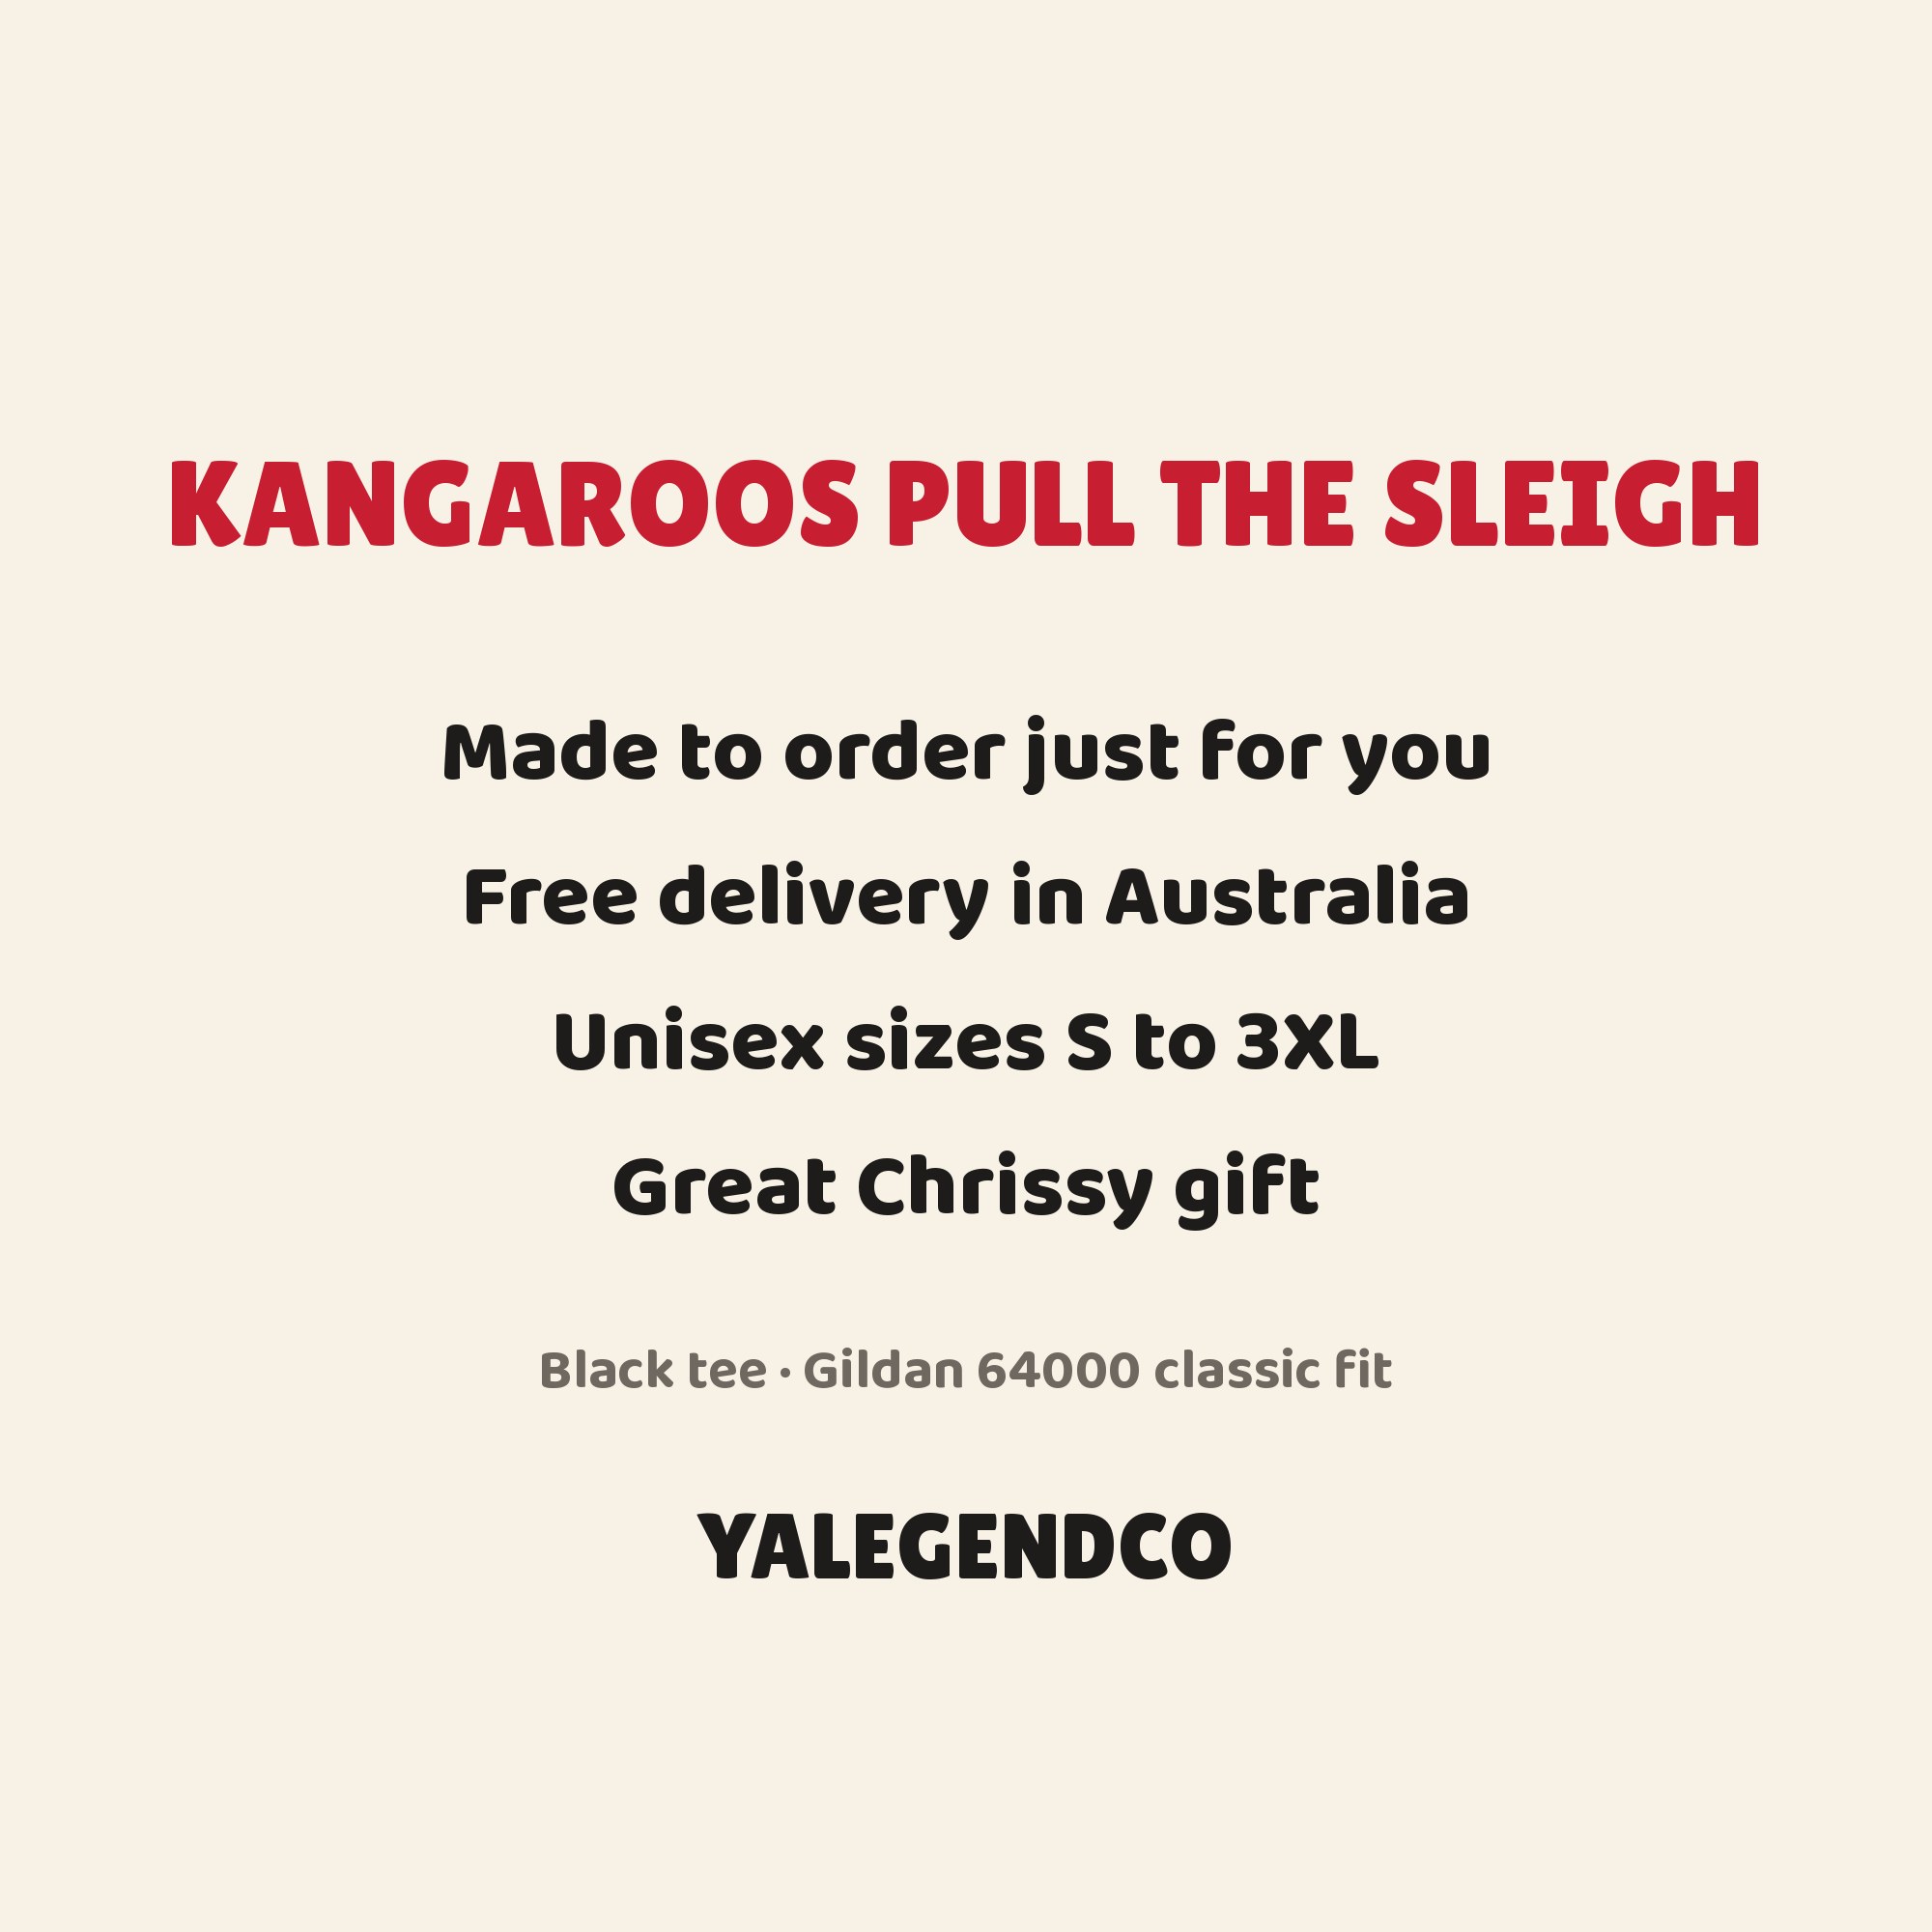 KANGAROOS PULL THE SLEIGH
Made to order just for you
Free delivery in Australia
Unisex sizes S to 3XL
Great Chrissy gift
Black tee · Gildan 64000 classic fit
YALEGENDCO